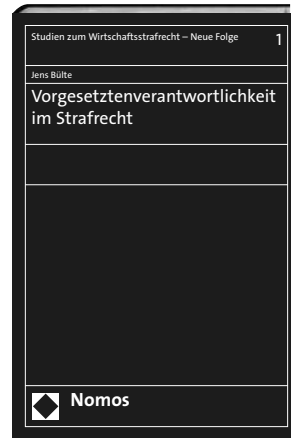 Studien zum Wirtschaftsstrafrecht – Neue Folge 1
Jens Bülte
Vorgesetztenverantwortlichkeit
im Strafrecht
Nomos